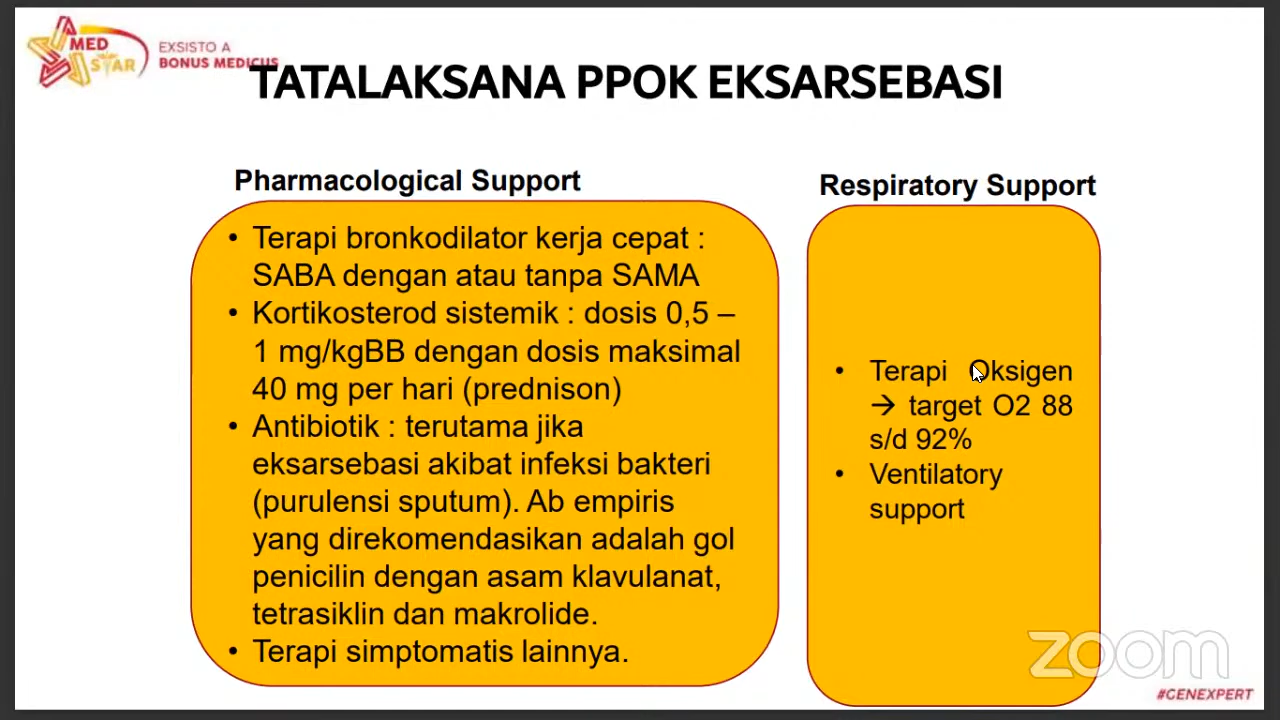 MED
STAR
EXSISTO A
BONUS MEDICUS
TATALAKSANA PPOK EKSARSEBASI
Pharmacological Support
• Terapi bronkodilator kerja cepat :
SABA dengan atau tanpa SAMA
• Kortikosterod sistemik : dosis 0,5 –
1 mg/kgBB dengan dosis maksimal
40 mg per hari (prednison)
• Antibiotik : terutama jika
eksarsebasi akibat infeksi bakteri
(purulensi sputum). Ab empiris
yang direkomendasikan adalah gol
penicilin dengan asam klavulanat,
tetrasiklin dan makrolide.
• Terapi simptomatis lainnya.
Respiratory Support
• Terapi Oksigen
→ target O2 88
s/d 92%
• Ventilatory
support
zoom
#CENEXPERT